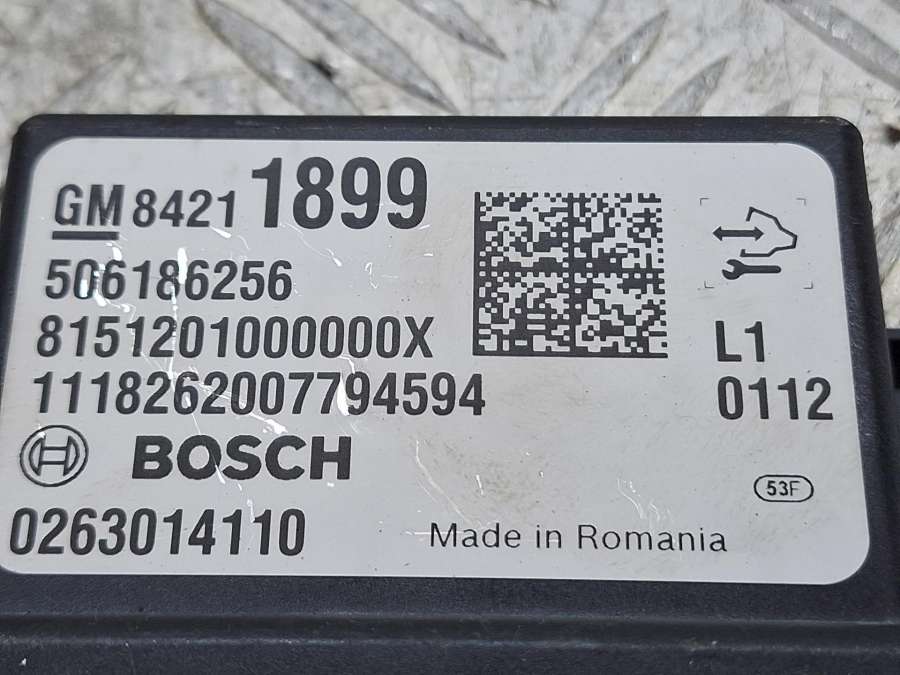 GM 8421 1899
506186256
8151201000000X
1118262007794594
L1
0112
BOSCH
53F
0263014110
Made in Romania